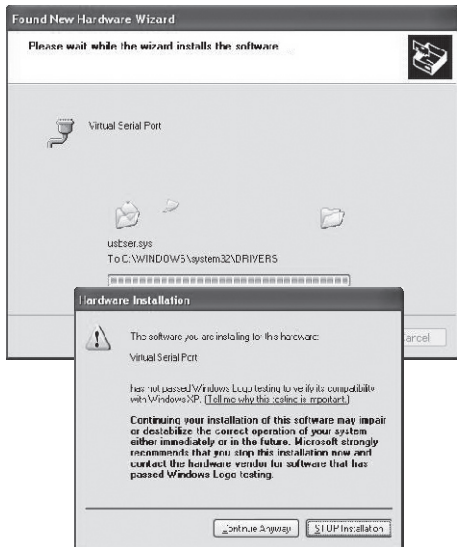 Found New Hardware Wizard
Please wait while the wizard installs the software
Virtual Serial Port
usbser.sys
To C:\WINDOWS\system32\DRIVERS
Cancel
Hardware Installation
The software you are installing for this hardware:
Virtual Serial Port
has not passed Windows Logo testing to verify its compatibility
with Windows XP. (Tell me why this testing is important.)
Continuing your installation of this software may impair
or destabilize the correct operation of your system
either immediately or in the future. Microsoft strongly
recommends that you stop this installation now and
contact the hardware vendor for software that has
passed Windows Logo testing.
Continue Anyway
STOP Installation